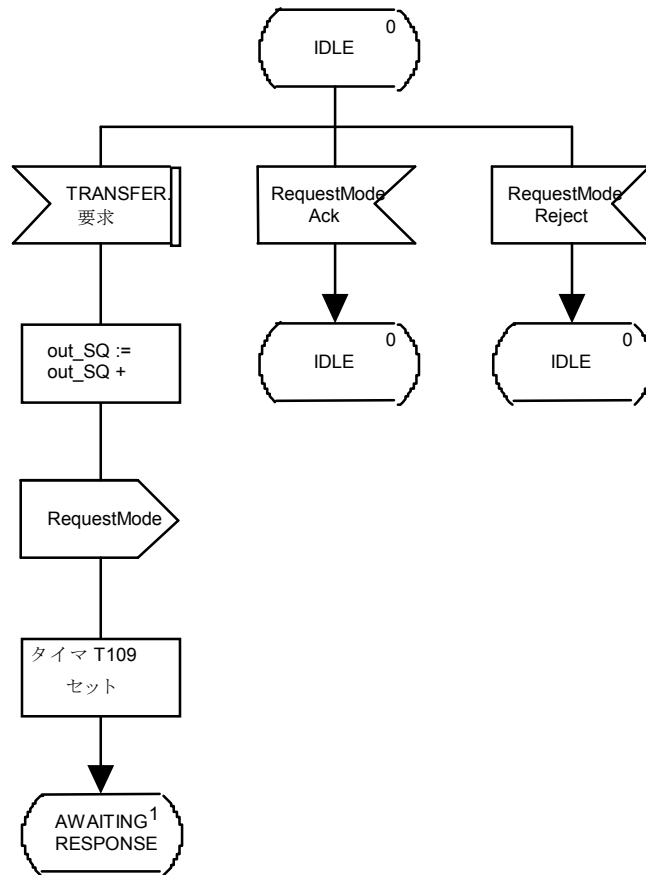 0
IDLE
TRANSFER.
要求
RequestMode
Ack
RequestMode
Reject
out_SQ :=
out_SQ +
0
IDLE
0
IDLE
RequestMode
タイマ T109
セット
AWAITING 1
RESPONSE